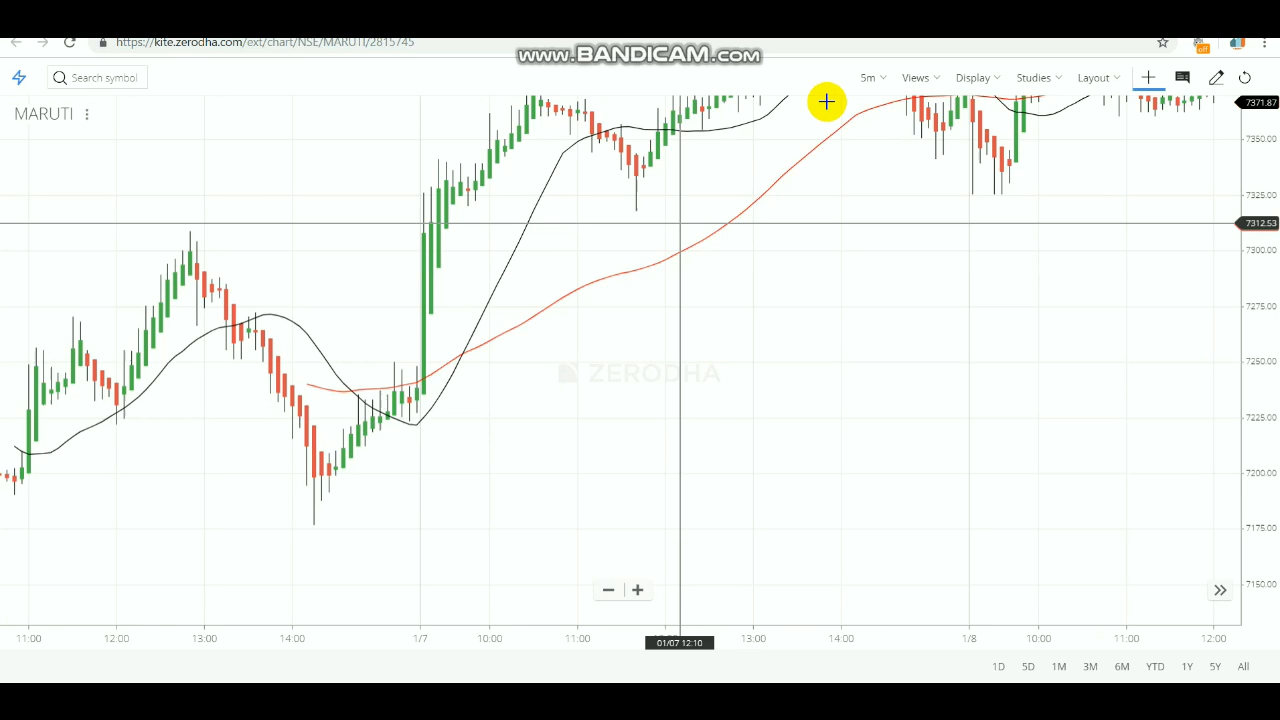 https://kite.zerodha.com/ext/chart/NSE/MARUTI/2815745
www.BANDICAM.com
off
Search symbol
5m
Views
Display
Studies
Layout
MARUTI
7371.87
7350.00
7325.00
7312.53
7300.00
7275.00
7250.00
ZERODHA
7225.00
7200.00
7175.00
7150.00
11:00 12:00 13:00 14:00 1/7 10:00 11:00 13:00 14:00 1/8 10:00 11:00 12:00
01/07 12:10
1D 5D 1M 3M 6M YTD 1Y 5Y All